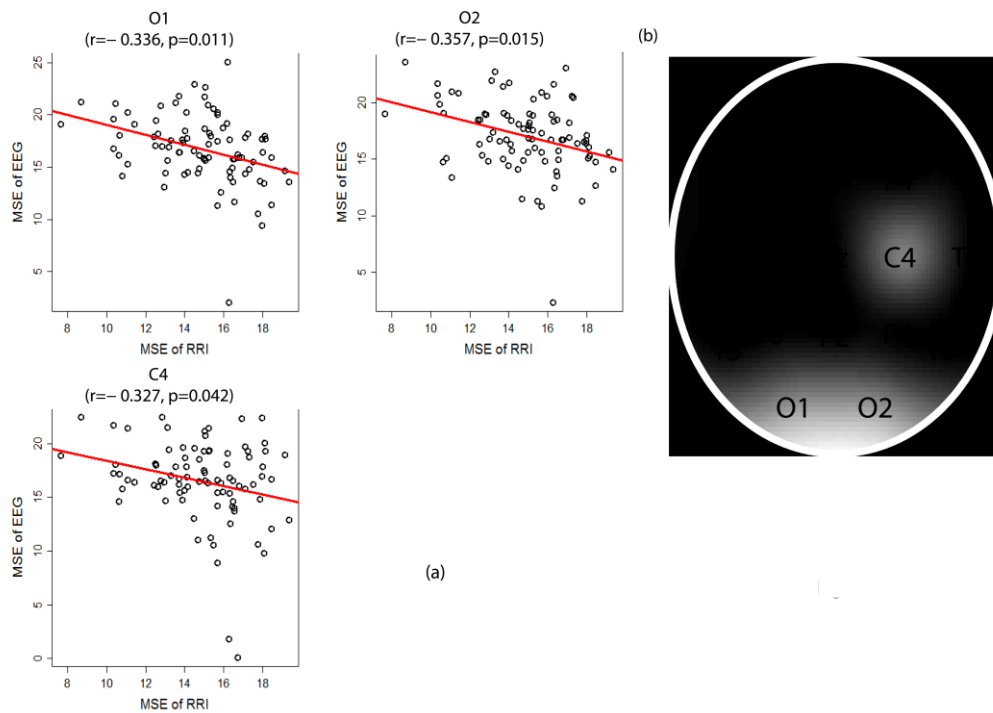 O1
(r=− 0.336, p=0.011)
25
20
15
10
5
MSE of EEG
8 10 12 14 16 18
MSE of RRI
O2
(r=− 0.357, p=0.015)
25
20
15
10
5
MSE of EEG
8 10 12 14 16 18
MSE of RRI
C4
(r=− 0.327, p=0.042)
20
15
10
5
0
MSE of EEG
8 10 12 14 16 18
MSE of RRI
(a)
(b)
C4 T
O1 O2